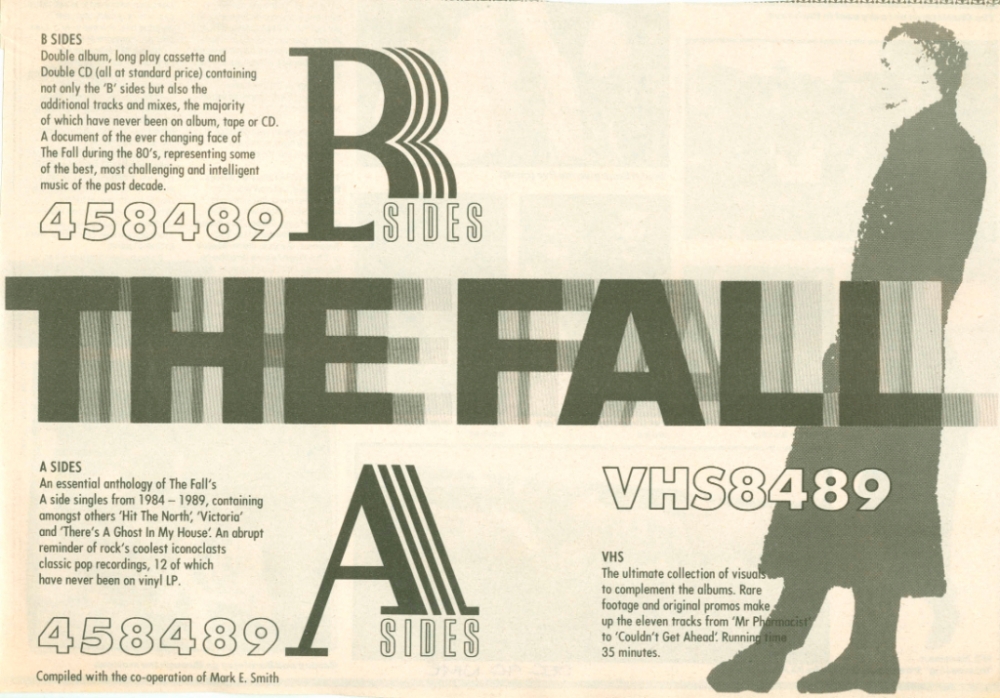 B SIDES
Double album, long play cassette and
Double CD (all at standard price) containing
not only the 'B' sides but also the
additional tracks and mixes, the majority
of which have never been on album, tape or CD.
A document of the ever changing face of
The Fall during the 80's, representing some
of the best, most challenging and intelligent
music of the past decade.
458489
B
SIDES
THE FALL
A SIDES
An essential anthology of The Fall's
A side singles from 1984 – 1989, containing
amongst others 'Hit The North', 'Victoria'
and 'There's A Ghost In My House'. An abrupt
reminder of rock's coolest iconoclasts
classic pop recordings, 12 of which
have never been on vinyl LP.
458489
A
SIDES
Compiled with the co-operation of Mark E. Smith
VHS8489
VHS
The ultimate collection of visuals
to complement the albums. Rare
footage and original promos make
up the eleven tracks from 'Mr Pharmacist'
to 'Couldn't Get Ahead'. Running time
35 minutes.